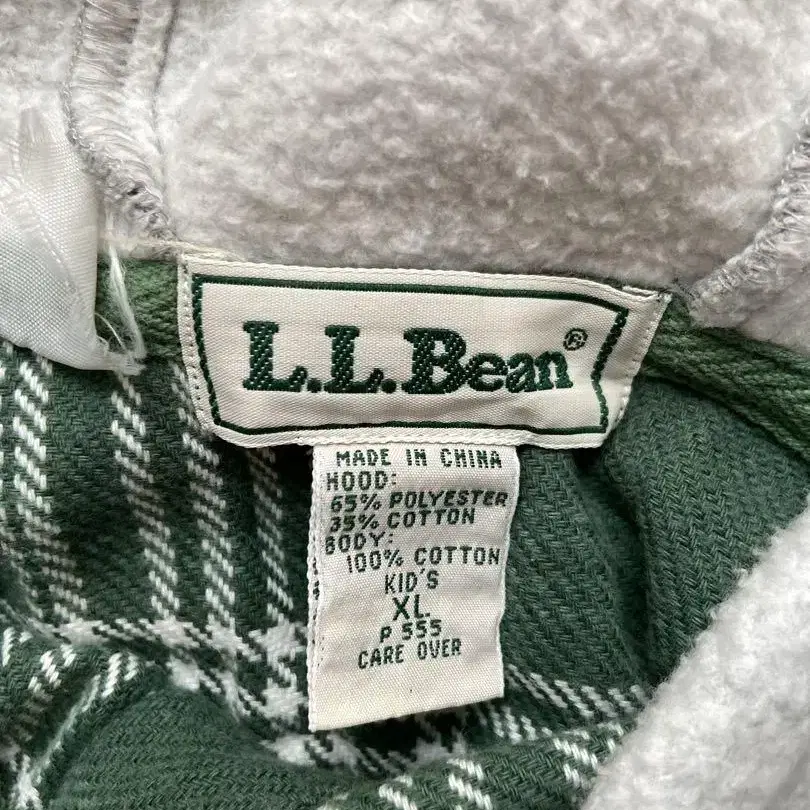 L.L.Bean®
MADE IN CHINA
HOOD:
65% POLYESTER
35% COTTON
BODY:
100% COTTON
KID'S
XL
P 555
CARE OVER